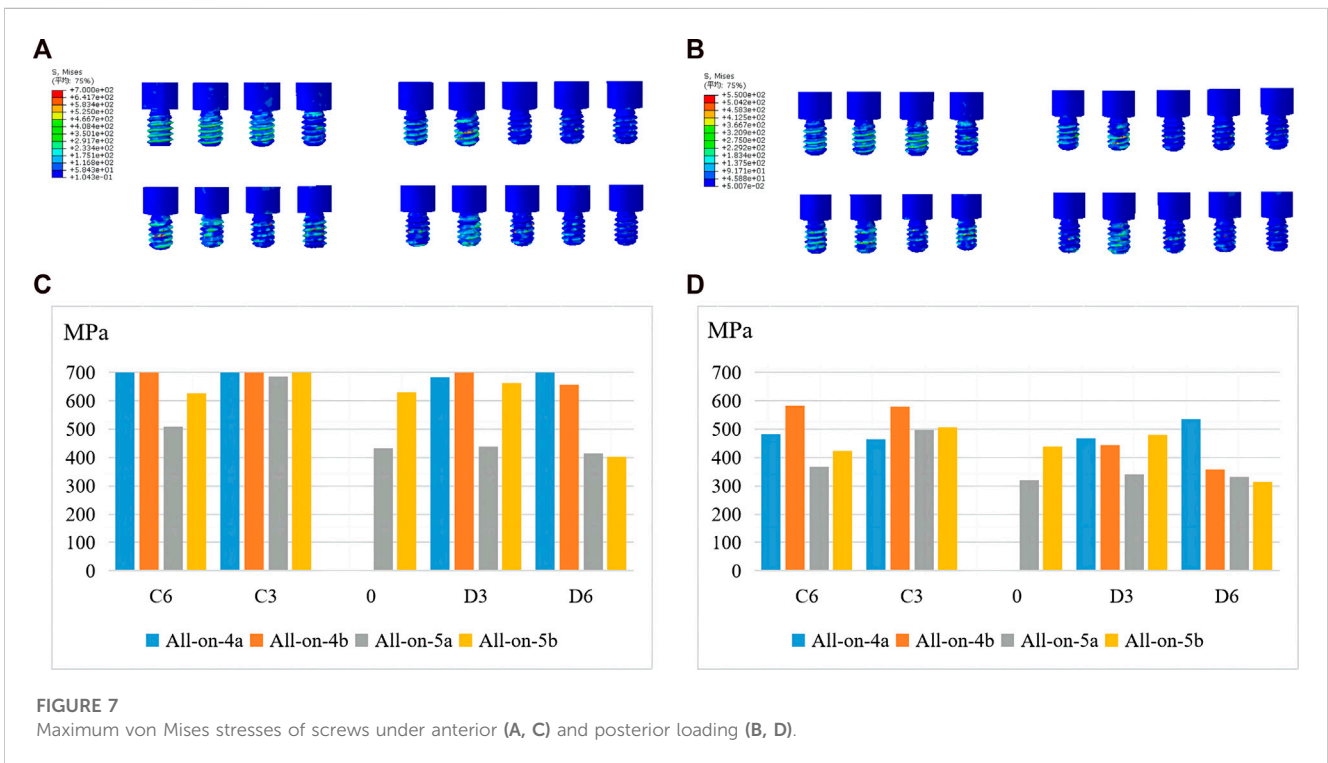 A
S, Mises
(平均: 75%)
+7.000e+02
+6.417e+02
+5.834e+02
+5.250e+02
+4.667e+02
+4.084e+02
+3.501e+02
+2.917e+02
+2.334e+02
+1.751e+02
+1.168e+02
+5.843e+01
+1.043e-01
B
S, Mises
(平均: 75%)
+5.500e+02
+5.042e+02
+4.583e+02
+4.125e+02
+3.667e+02
+3.209e+02
+2.750e+02
+2.292e+02
+1.834e+02
+1.375e+02
+9.171e+01
+4.588e+01
+5.007e-02
C
MPa
700
600
500
400
300
200
100
0
C6 C3 0 D3 D6
All-on-4a All-on-4b All-on-5a All-on-5b
D
MPa
700
600
500
400
300
200
100
0
C6 C3 0 D3 D6
All-on-4a All-on-4b All-on-5a All-on-5b
FIGURE 7
Maximum von Mises stresses of screws under anterior (A, C) and posterior loading (B, D).